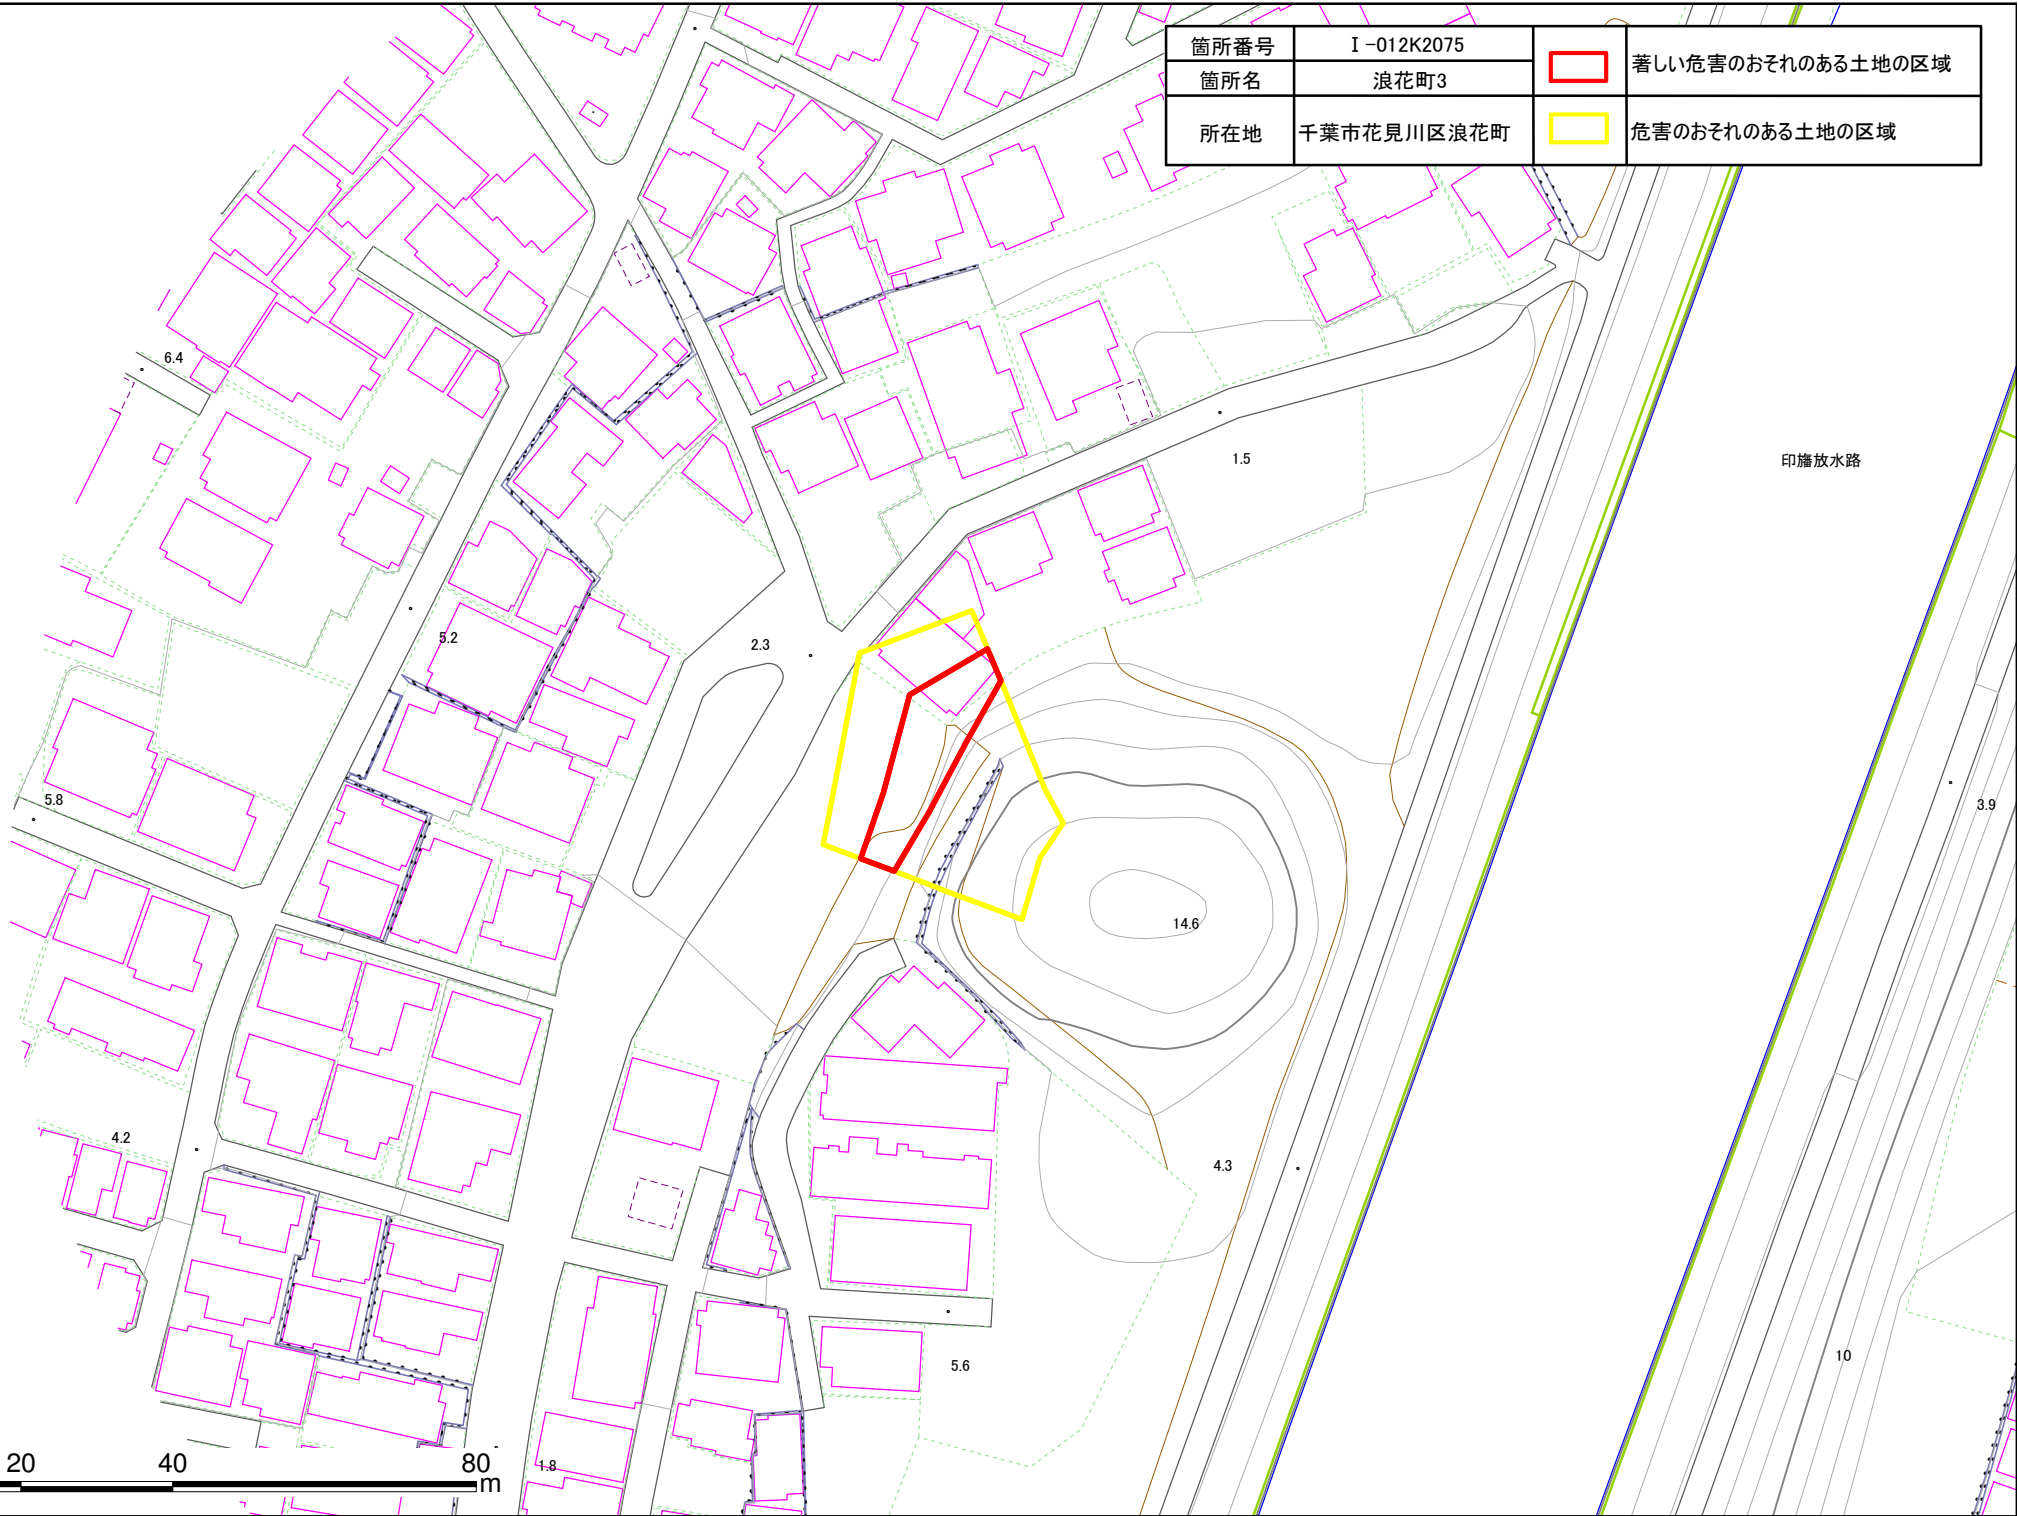 箇所番号 Ⅰ-012K2075
箇所名 浪花町3
所在地 千葉市花見川区浪花町
著しい危害のおそれのある土地の区域
危害のおそれのある土地の区域
6.4
1.5
印旛放水路
5.2
2.3
5.8
3.9
14.6
4.2
4.3
5.6
10
1.8
20 40 80
m